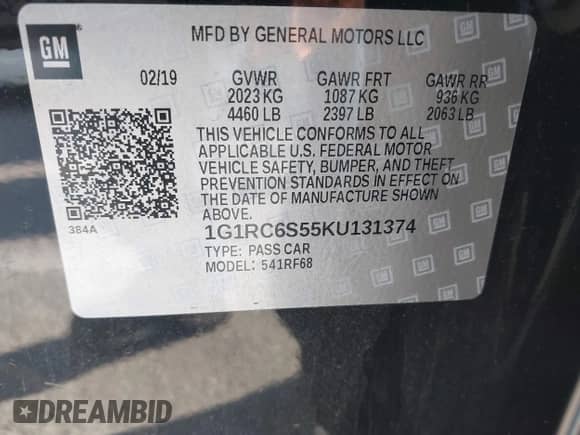 GM
MFD BY GENERAL MOTORS LLC
02/19 GVWR GAWR FRT GAWR RR
2023 KG 1087 KG 936 KG
4460 LB 2397 LB 2063 LB
THIS VEHICLE CONFORMS TO ALL
APPLICABLE U.S. FEDERAL MOTOR
VEHICLE SAFETY, BUMPER, AND THEFT
PREVENTION STANDARDS IN EFFECT ON
THE DATE OF MANUFACTURE SHOWN
ABOVE.
384A
1G1RC6S55KU131374
TYPE: PASS CAR
MODEL: 541RF68
DREAMBID